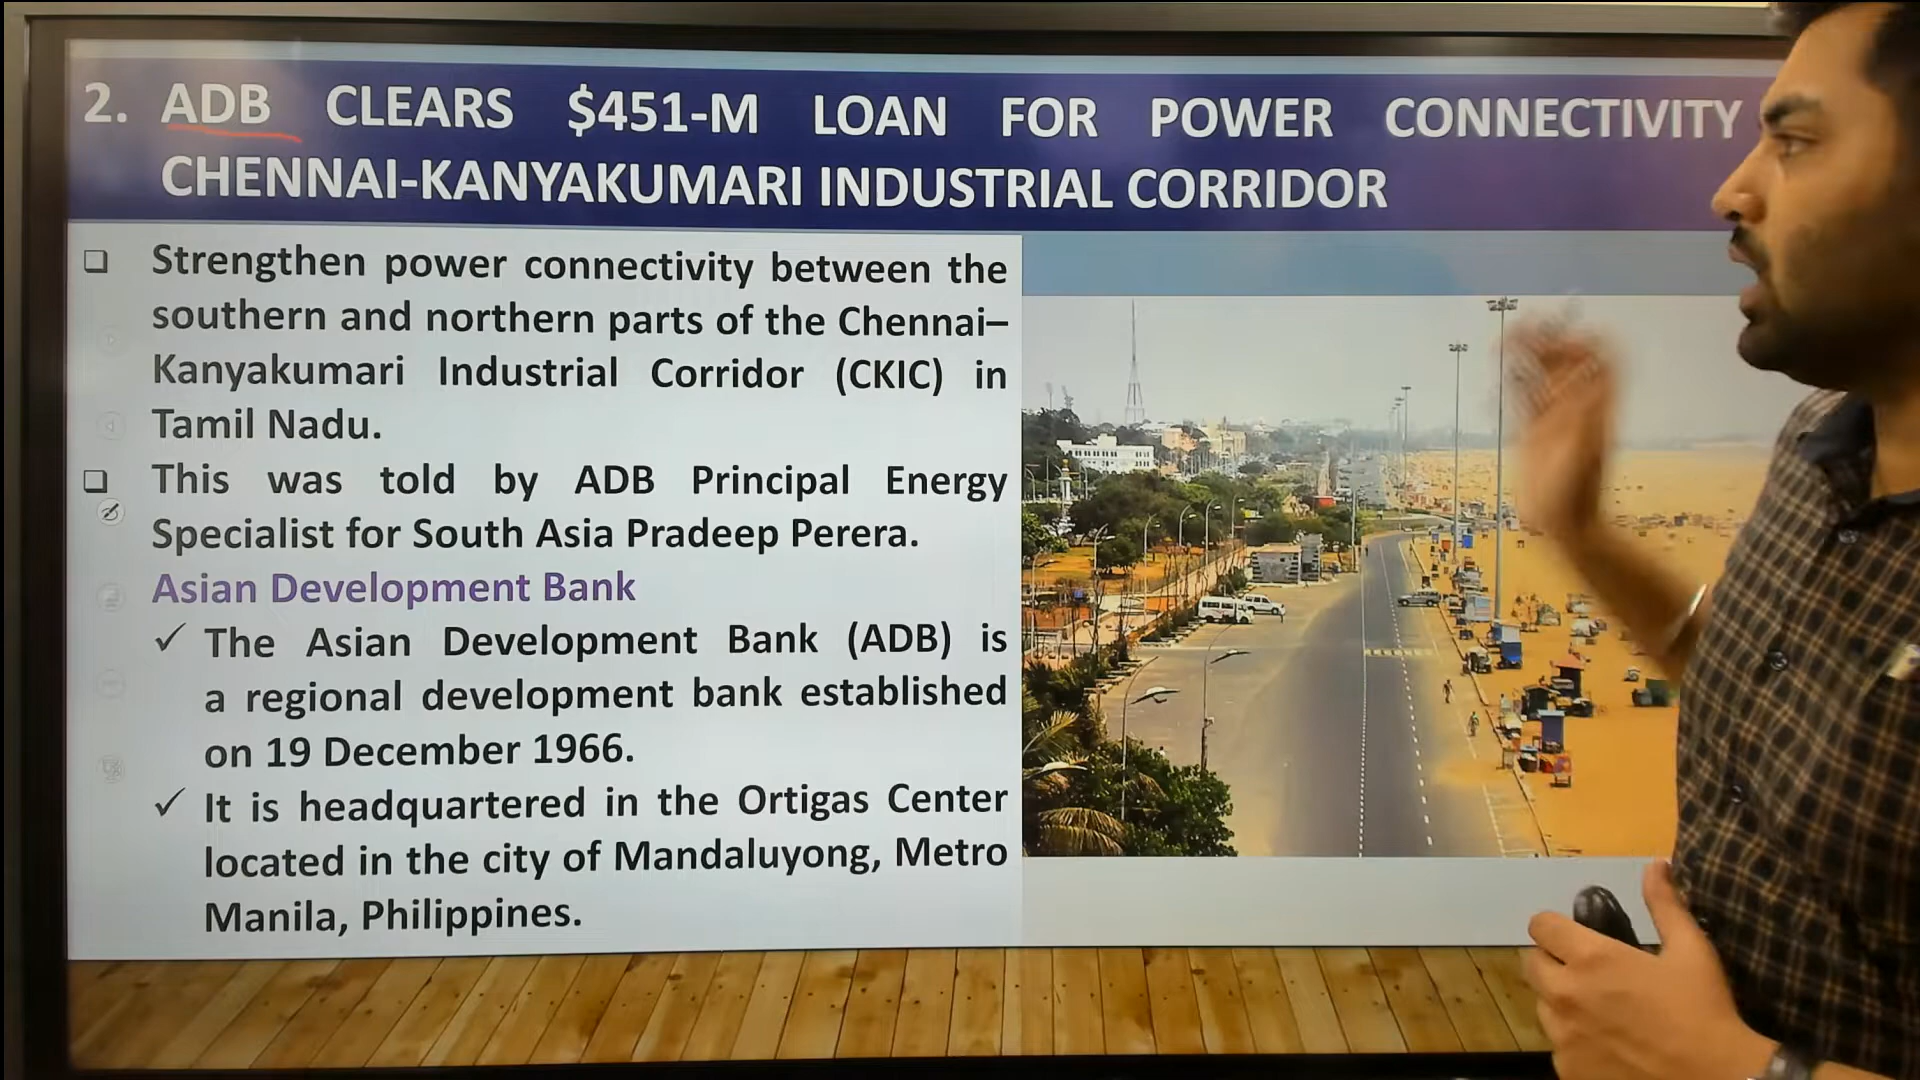 2. ADB CLEARS $451-M LOAN FOR POWER CONNECTIVITY
CHENNAI-KANYAKUMARI INDUSTRIAL CORRIDOR
❑ Strengthen power connectivity between the
southern and northern parts of the Chennai–
Kanyakumari Industrial Corridor (CKIC) in
Tamil Nadu.
❑ This was told by ADB Principal Energy
Specialist for South Asia Pradeep Perera.
Asian Development Bank
✓ The Asian Development Bank (ADB) is
a regional development bank established
on 19 December 1966.
✓ It is headquartered in the Ortigas Center
located in the city of Mandaluyong, Metro
Manila, Philippines.